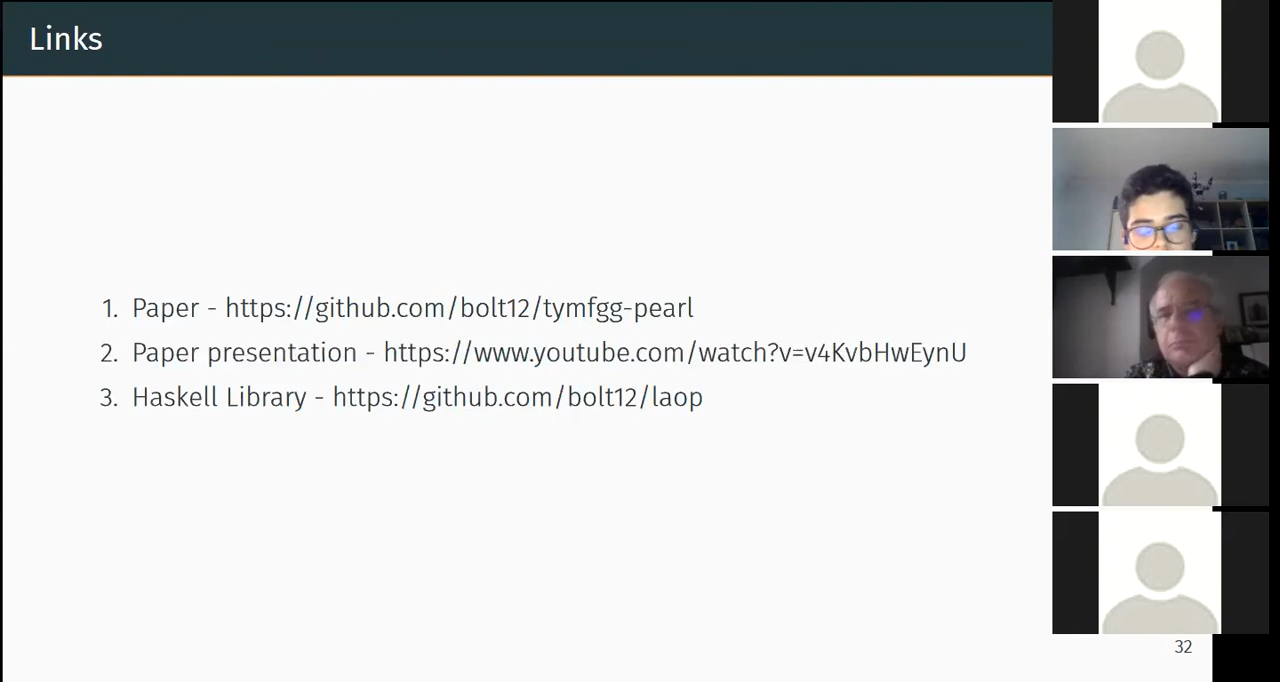 Links
1. Paper - https://github.com/bolt12/tymfgg-pearl
2. Paper presentation - https://www.youtube.com/watch?v=v4KvbHwEynU
3. Haskell Library - https://github.com/bolt12/laop
32